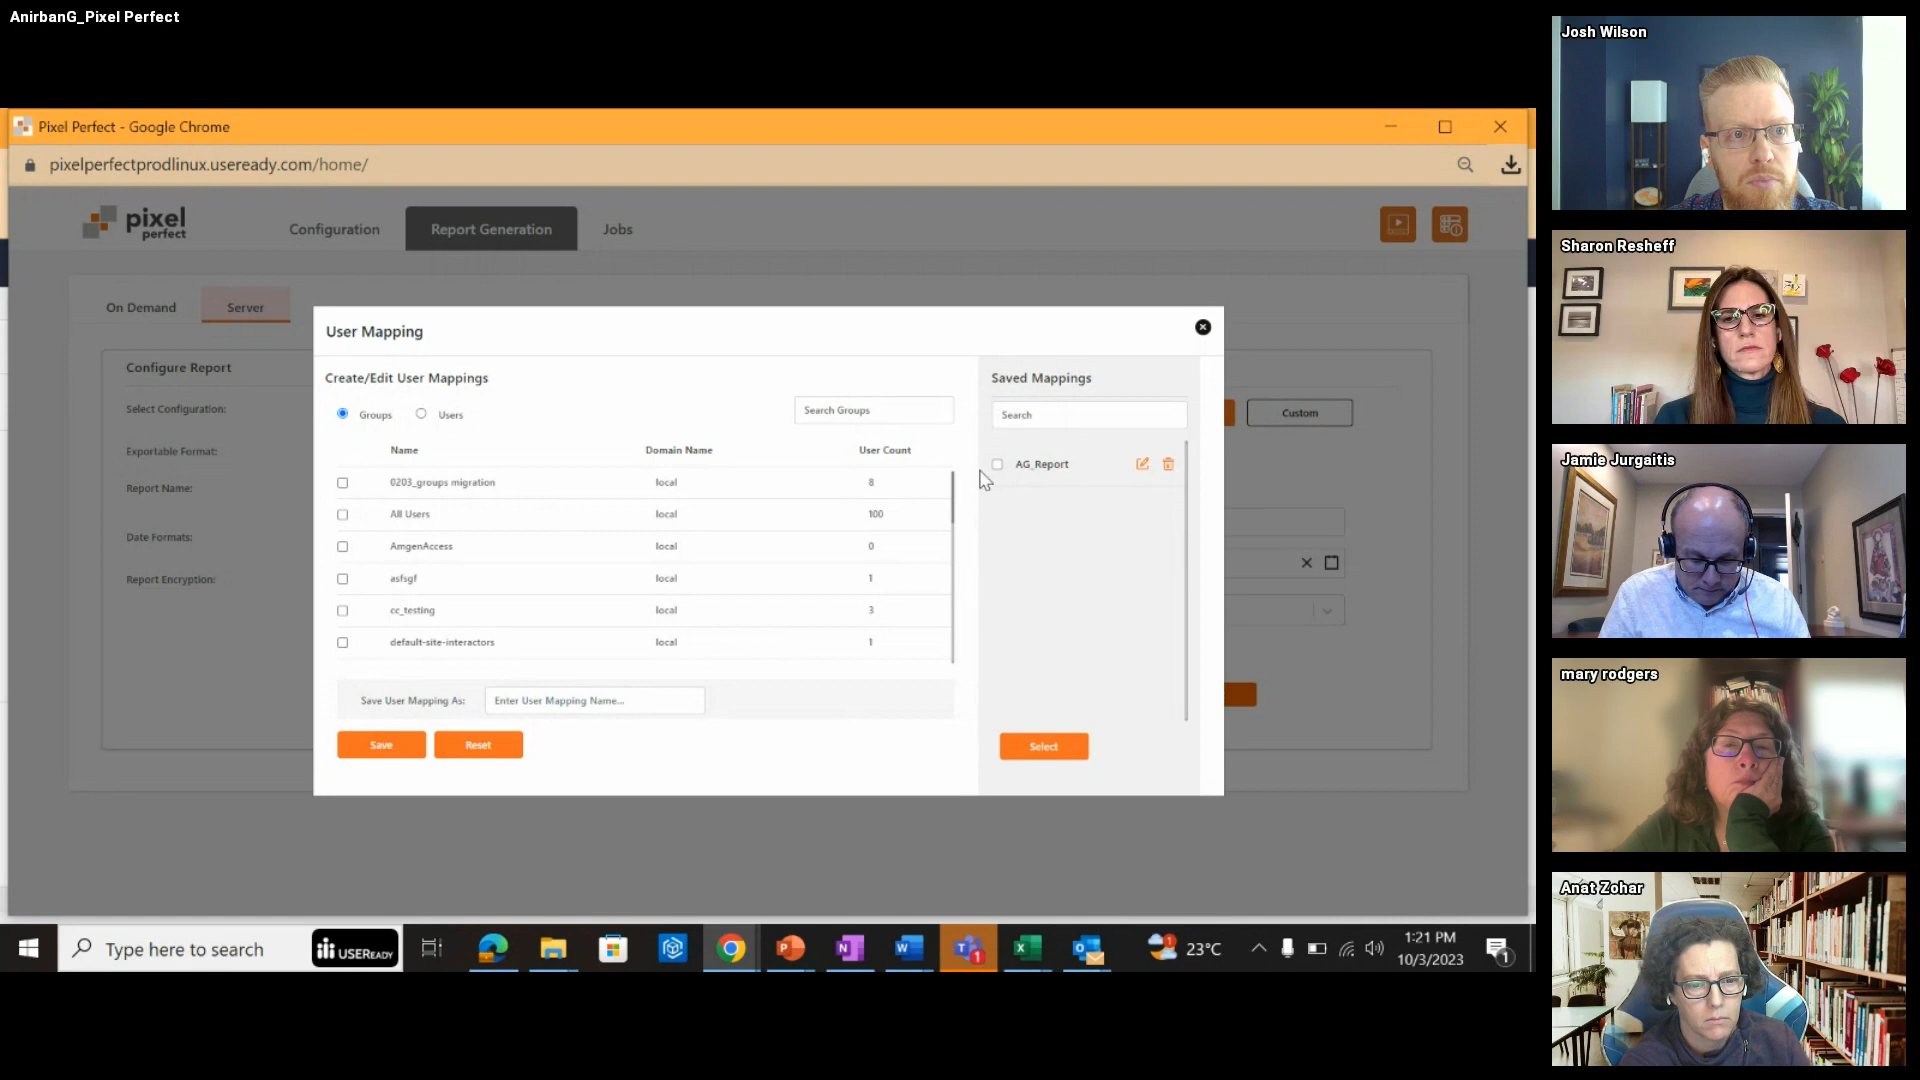 AnirbanG_Pixel Perfect
Pixel Perfect - Google Chrome
pixelperfectprodlinux.useready.com/home/
pixel
perfect
Configuration
Report Generation
Jobs
On Demand
Server
Configure Report
Select Configuration:
Exportable Format:
Report Name:
Date Formats:
Report Encryption:
Custom
User Mapping
Create/Edit User Mappings
Groups
Users
Search Groups
Name
Domain Name
User Count
0203_groups migration
local
8
All Users
local
100
AmgenAccess
local
0
asfsgf
local
1
cc_testing
local
3
default-site-interactors
local
1
Save User Mapping As:
Enter User Mapping Name...
Save
Reset
Saved Mappings
Search
AG_Report
Select
Type here to search
USEREADY
1
1
23°C
1:21 PM
10/3/2023
1
Josh Wilson
Sharon Resheff
Jamie Jurgaitis
mary rodgers
Anat Zohar